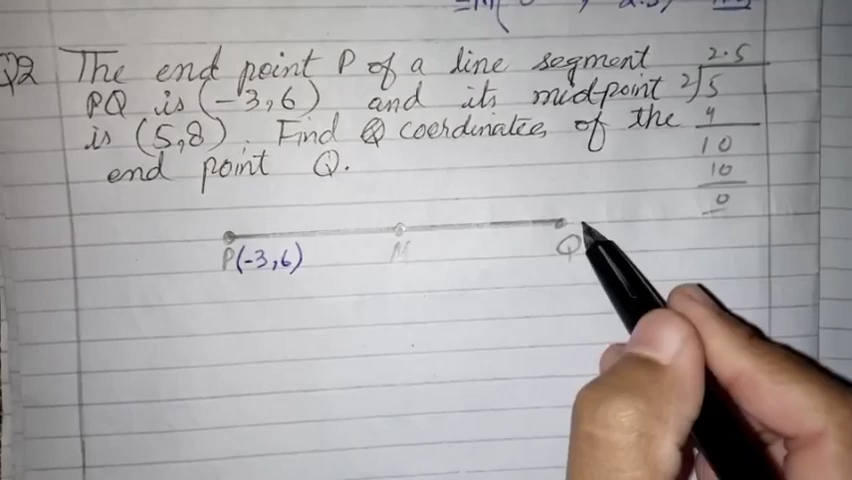 Q2 The end point P of a line segment
PQ is (-3,6) and its midpoint
is (5,8). Find coordinates of the
end point Q.
2.5
2)5
4
10
10
0
P(-3,6) M Q